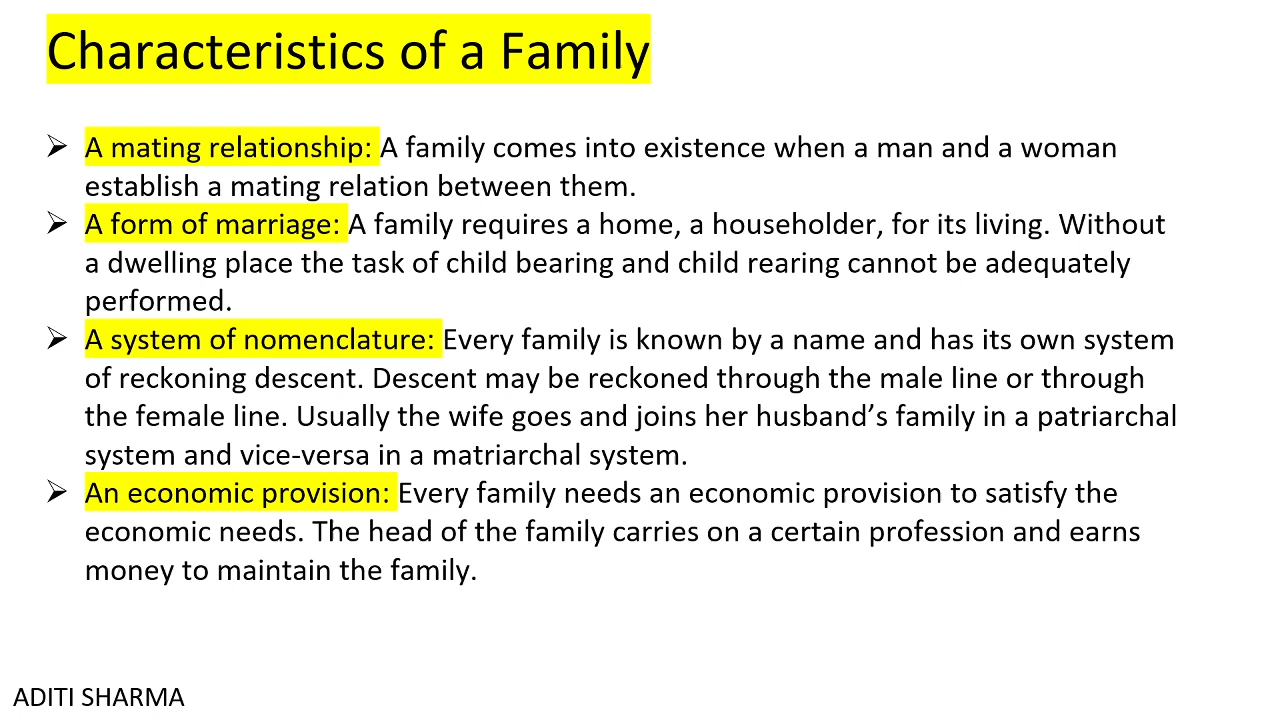 Characteristics of a Family
➢ A mating relationship: A family comes into existence when a man and a woman
establish a mating relation between them.
➢ A form of marriage: A family requires a home, a householder, for its living. Without
a dwelling place the task of child bearing and child rearing cannot be adequately
performed.
➢ A system of nomenclature: Every family is known by a name and has its own system
of reckoning descent. Descent may be reckoned through the male line or through
the female line. Usually the wife goes and joins her husband’s family in a patriarchal
system and vice-versa in a matriarchal system.
➢ An economic provision: Every family needs an economic provision to satisfy the
economic needs. The head of the family carries on a certain profession and earns
money to maintain the family.
ADITI SHARMA